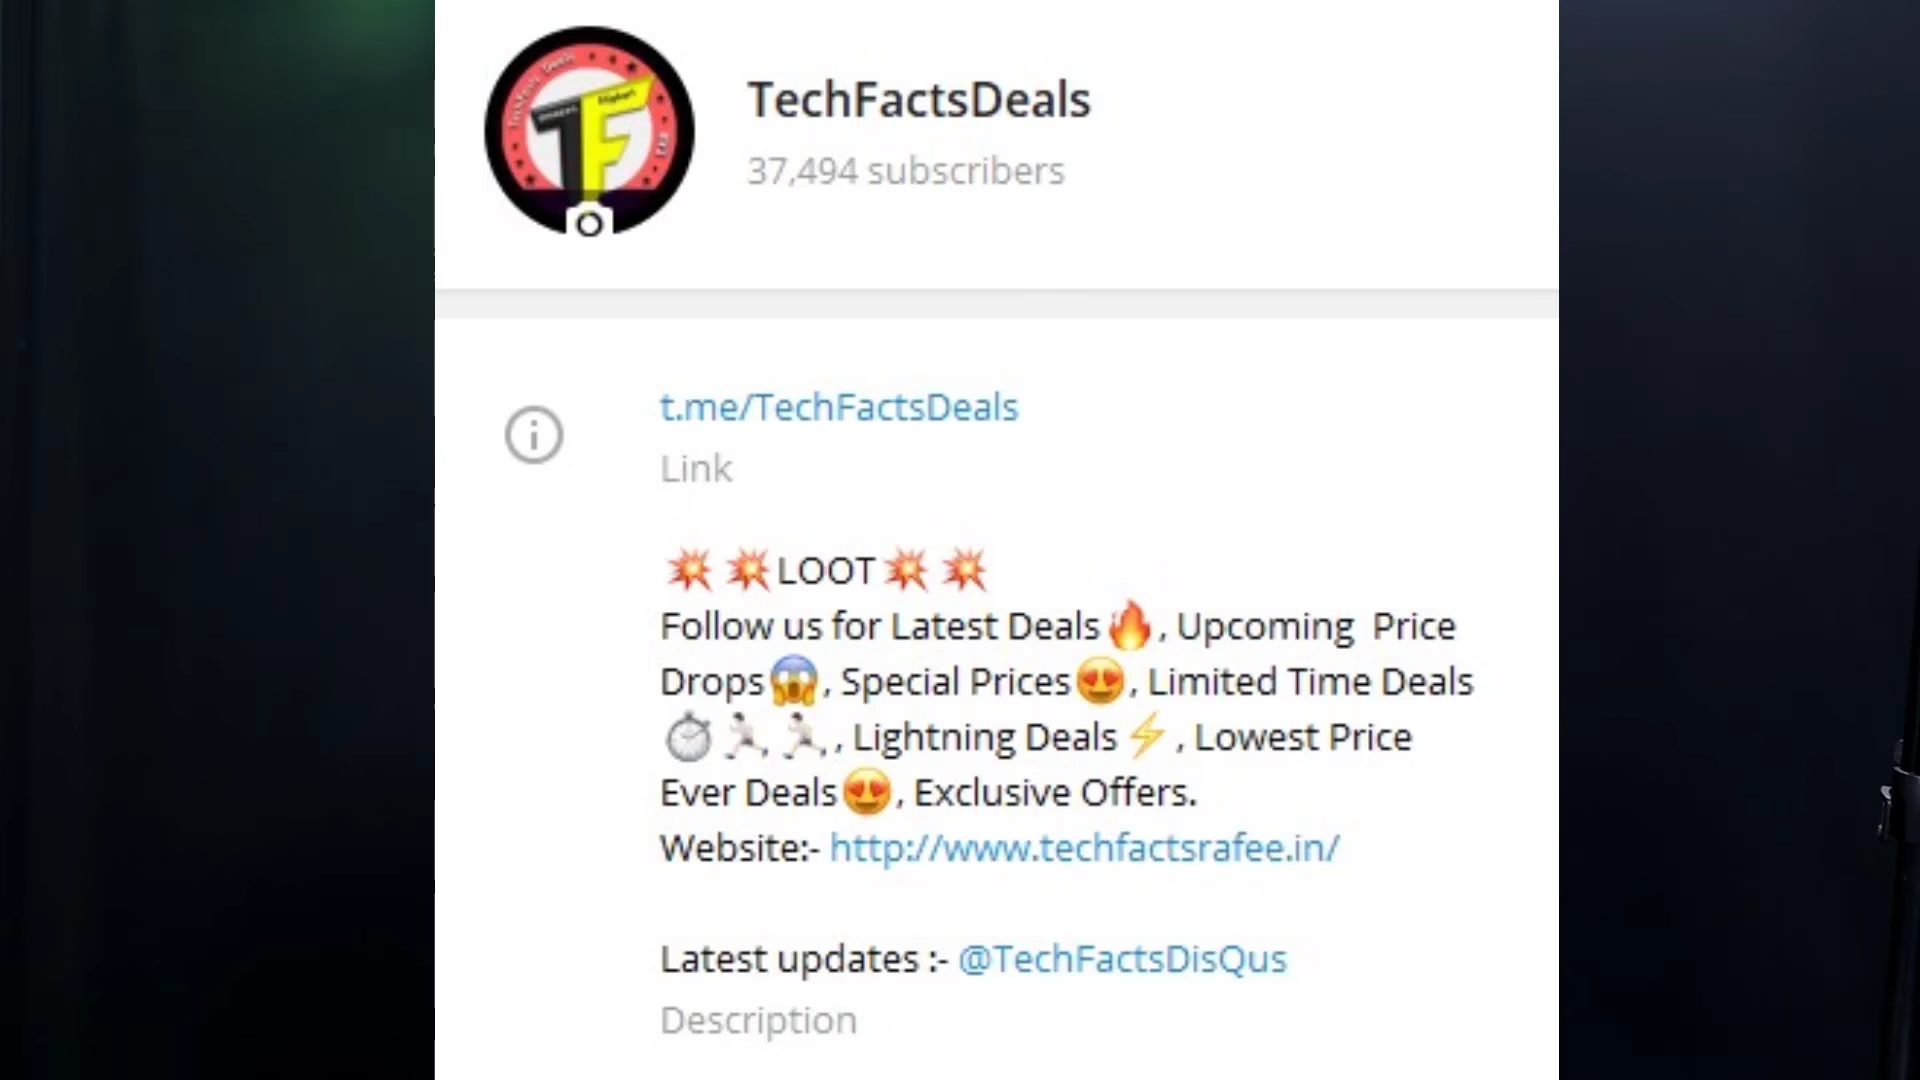 TechFactsDeals
37,494 subscribers
t.me/TechFactsDeals
Link
💥 💥LOOT💥 💥
Follow us for Latest Deals🔥, Upcoming  Price
Drops😱, Special Prices😍, Limited Time Deals
⏱🏃🏻🏃🏻, Lightning Deals⚡, Lowest Price
Ever Deals😍, Exclusive Offers.
Website:- http://www.techfactsrafee.in/
Latest updates :- @TechFactsDisQus
Description